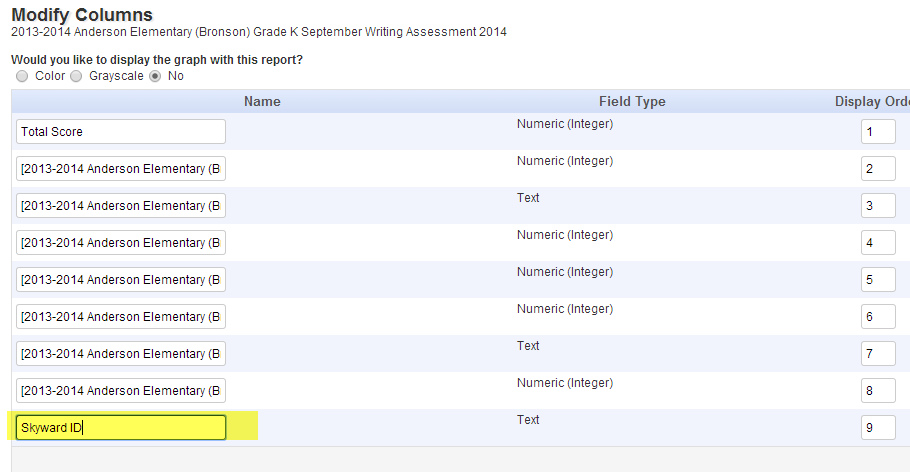 Modify Columns
2013-2014 Anderson Elementary (Bronson) Grade K September Writing Assessment 2014
Would you like to display the graph with this report?
Color Grayscale No
Name Field Type Display Orde
Total Score Numeric (Integer) 1
[2013-2014 Anderson Elementary (B Numeric (Integer) 2
[2013-2014 Anderson Elementary (B Text 3
[2013-2014 Anderson Elementary (B Numeric (Integer) 4
[2013-2014 Anderson Elementary (B Numeric (Integer) 5
[2013-2014 Anderson Elementary (B Numeric (Integer) 6
[2013-2014 Anderson Elementary (B Text 7
[2013-2014 Anderson Elementary (B Numeric (Integer) 8
Skyward ID Text 9